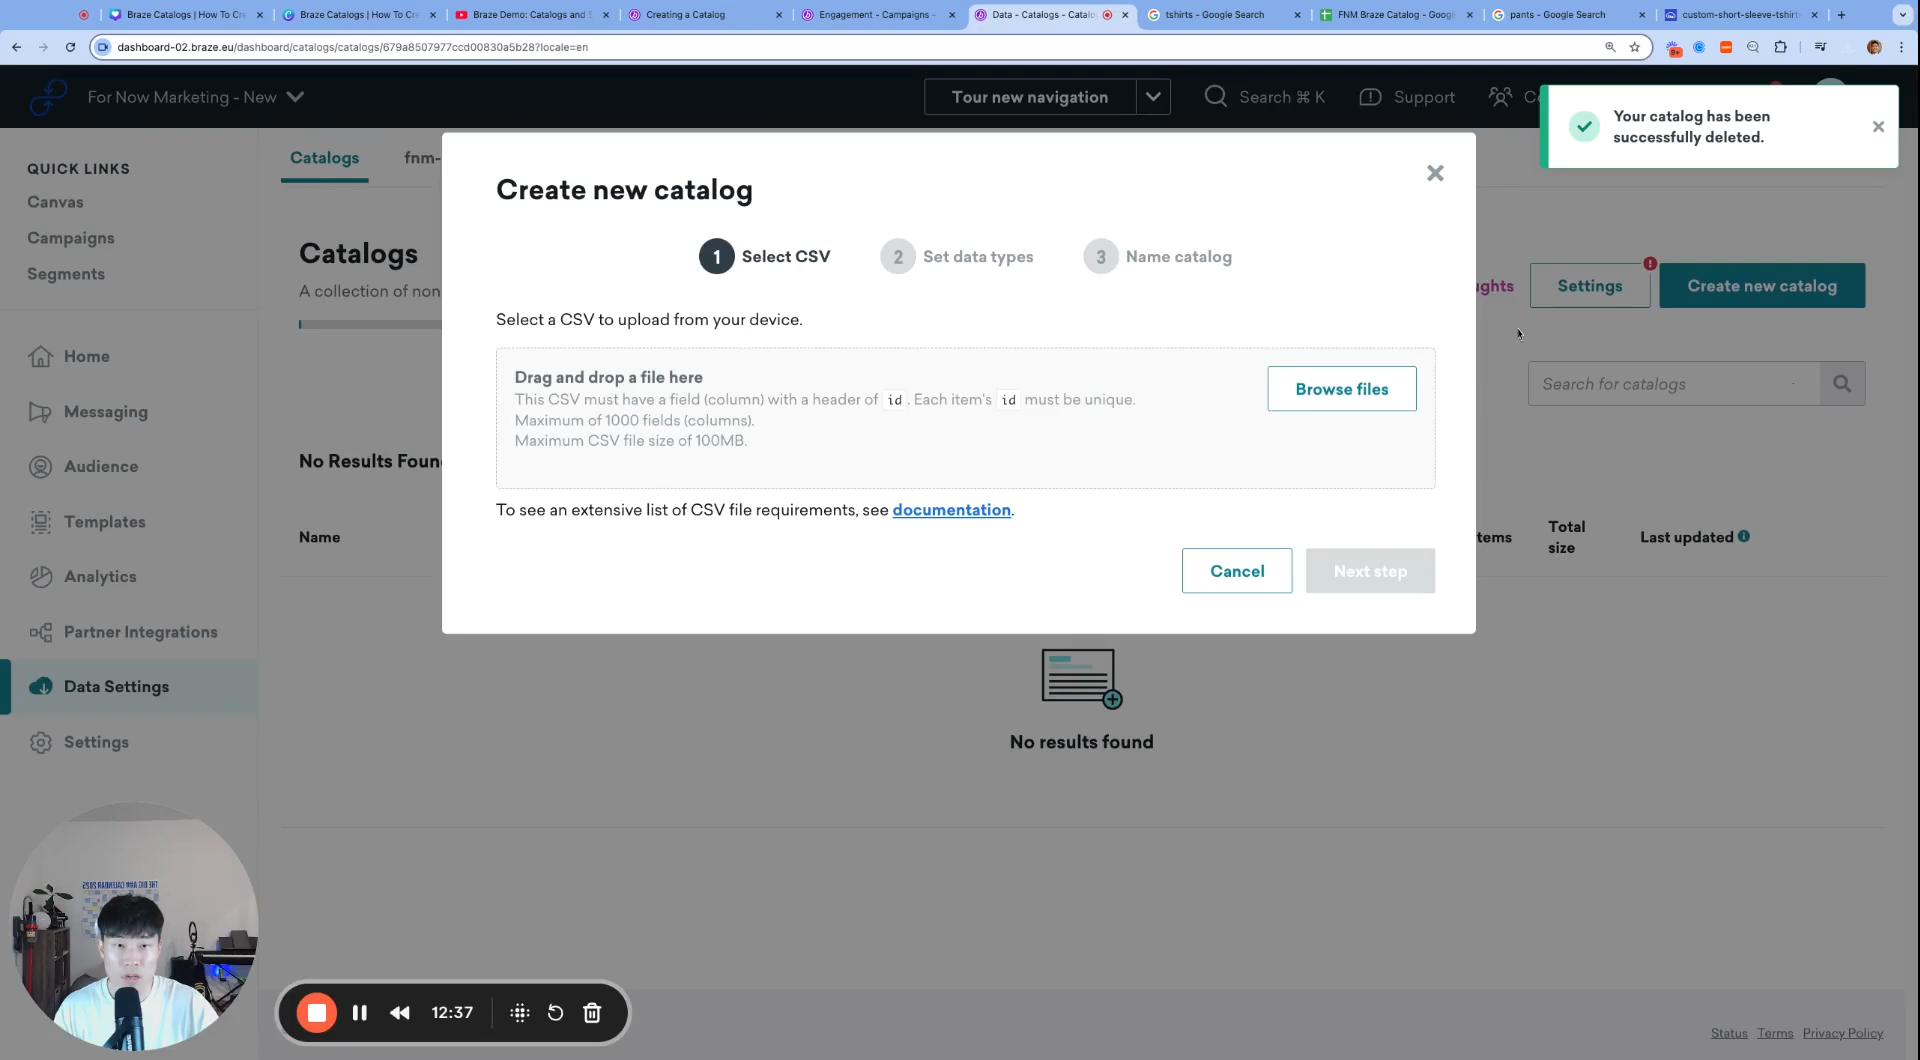 Braze Catalogs | How To Cre
Braze Catalogs | How To Cre
Braze Demo: Catalogs and S
Creating a Catalog
Engagement - Campaigns -
Data - Catalogs - Catalo
tshirts - Google Search
FNM Braze Catalog - Goog
pants - Google Search
custom-short-sleeve-tshirt
dashboard-02.braze.eu/dashboard/catalogs/catalogs/679a8507977ccd00830a5b28?locale=en
9+
For Now Marketing - New
Tour new navigation
Search ⌘ K
Support
Your catalog has been
successfully deleted.
QUICK LINKS
Canvas
Campaigns
Segments
Home
Messaging
Audience
Templates
Analytics
Partner Integrations
Data Settings
Settings
Catalogs
fnm-
Catalogs
A collection of non
ughts
Settings
Create new catalog
Search for catalogs
No Results Foun
Name
tems
Total
size
Last updated
No results found
Create new catalog
1 Select CSV
2 Set data types
3 Name catalog
Select a CSV to upload from your device.
Drag and drop a file here
This CSV must have a field (column) with a header of id . Each item's id must be unique.
Maximum of 1000 fields (columns).
Maximum CSV file size of 100MB.
Browse files
To see an extensive list of CSV file requirements, see documentation.
Cancel
Next step
12:37
Status
Terms
Privacy Policy